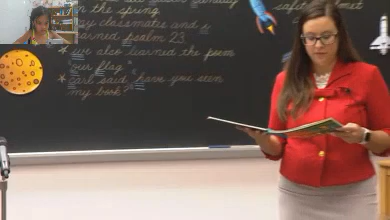 in the spring.
my classmates and i
learned psalm 23.
we also learned the poem
"our flag."
carl said, have you seen
my book?